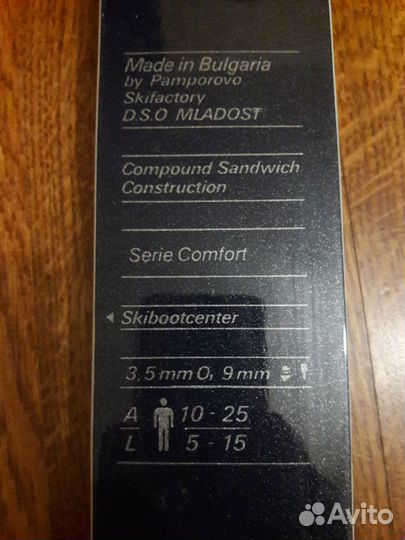 Made in Bulgaria
by Pamporovo
Skifactory
D.S.O MLADOST
Compound Sandwich
Construction
Serie Comfort
Skibootcenter
3,5 mm O, 9 mm
A 10 - 25
L 5 - 15
Avito